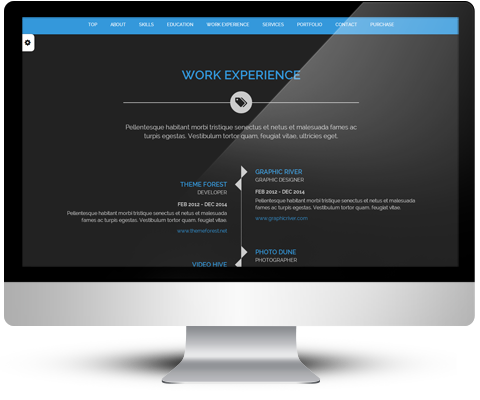 TOP ABOUT SKILLS EDUCATION WORK EXPERIENCE SERVICES PORTFOLIO CONTACT PURCHASE
WORK EXPERIENCE
Pellentesque habitant morbi tristique senectus et netus et malesuada fames ac
turpis egestas. Vestibulum tortor quam, feugiat vitae, ultricies eget.
GRAPHIC RIVER
GRAPHIC DESIGNER
FEB 2012 - DEC 2014
Pellentesque habitant morbi tristique senectus et netus et malesuada fames
ac turpis egestas. Vestibulum tortor quam, feugiat vitae.
www.graphicriver.com
THEME FOREST
DEVELOPER
FEB 2012 - DEC 2014
Pellentesque habitant morbi tristique senectus et netus et malesuada
fames ac turpis egestas. Vestibulum tortor quam, feugiat vitae.
www.themeforest.net
PHOTO DUNE
PHOTOGRAPHER
VIDEO HIVE